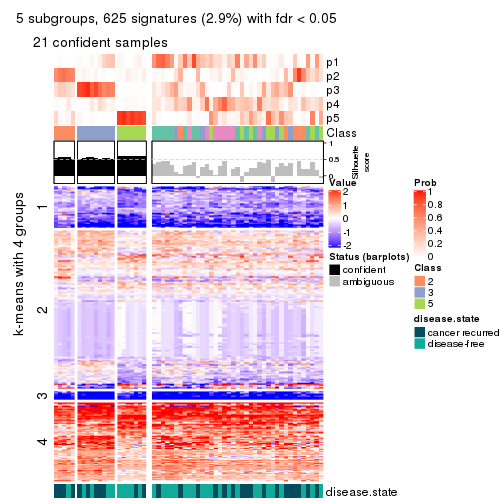 5 subgroups, 625 signatures (2.9%) with fdr < 0.05
21 confident samples
p1
p2
p3
p4
p5
Class
1
0.5
0
Silhouette
score
k-means with 4 groups
1
2
3
4
Value
2
1
0
-1
-2
Status (barplots)
confident
ambiguous
Prob
1
0.8
0.6
0.4
0.2
0
Class
2
3
5
disease.state
cancer recurred
disease-free
disease.state